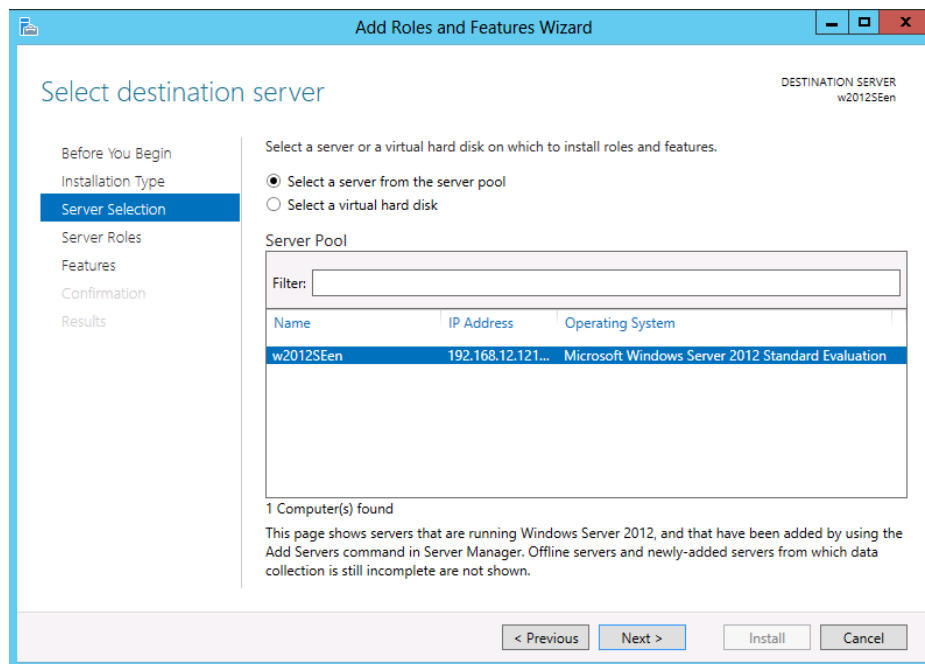 Add Roles and Features Wizard
Select destination server
DESTINATION SERVER
w2012SEen
Before You Begin
Installation Type
Server Selection
Server Roles
Features
Confirmation
Results
Select a server or a virtual hard disk on which to install roles and features.
Select a server from the server pool
Select a virtual hard disk
Server Pool
Filter:
Name IP Address Operating System
w2012SEen 192.168.12.121... Microsoft Windows Server 2012 Standard Evaluation
1 Computer(s) found
This page shows servers that are running Windows Server 2012, and that have been added by using the
Add Servers command in Server Manager. Offline servers and newly-added servers from which data
collection is still incomplete are not shown.
< Previous Next > Install Cancel